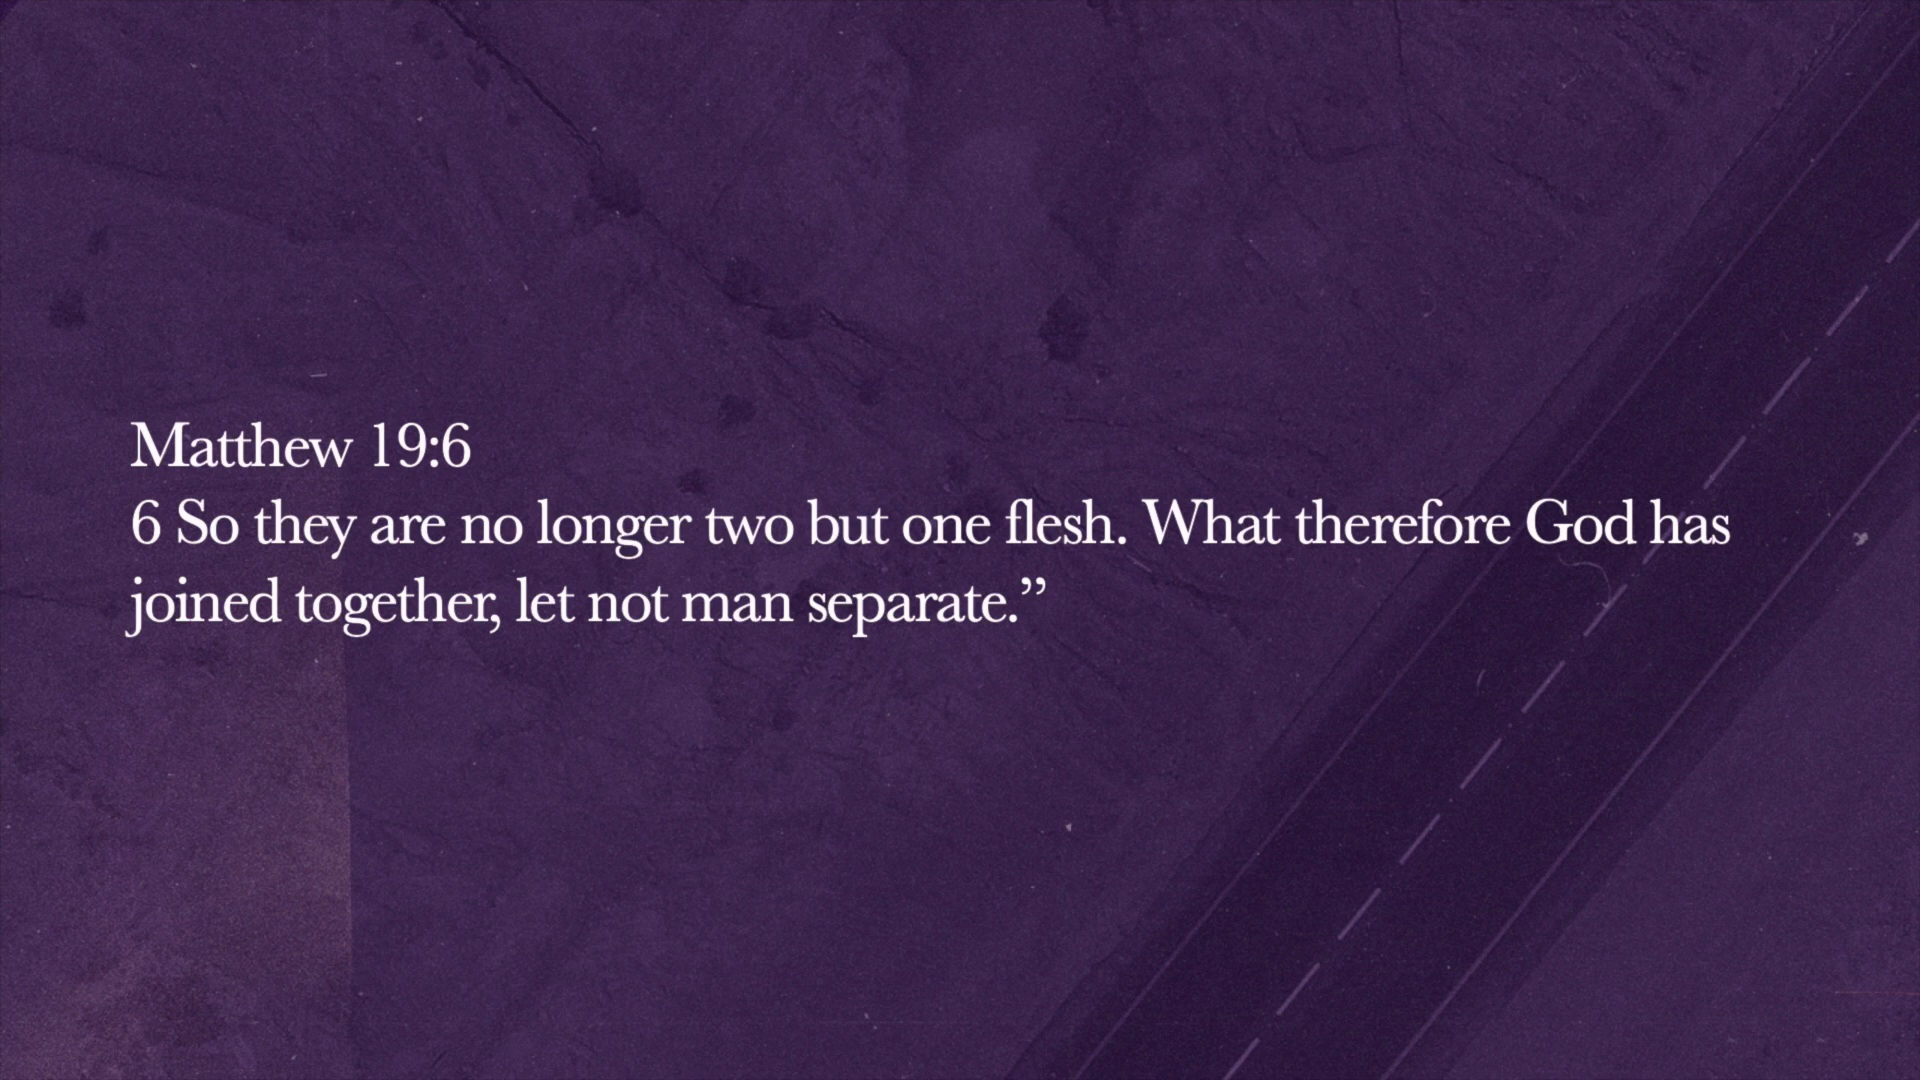 Matthew 19:6
6 So they are no longer two but one flesh. What therefore God has
joined together, let not man separate.”